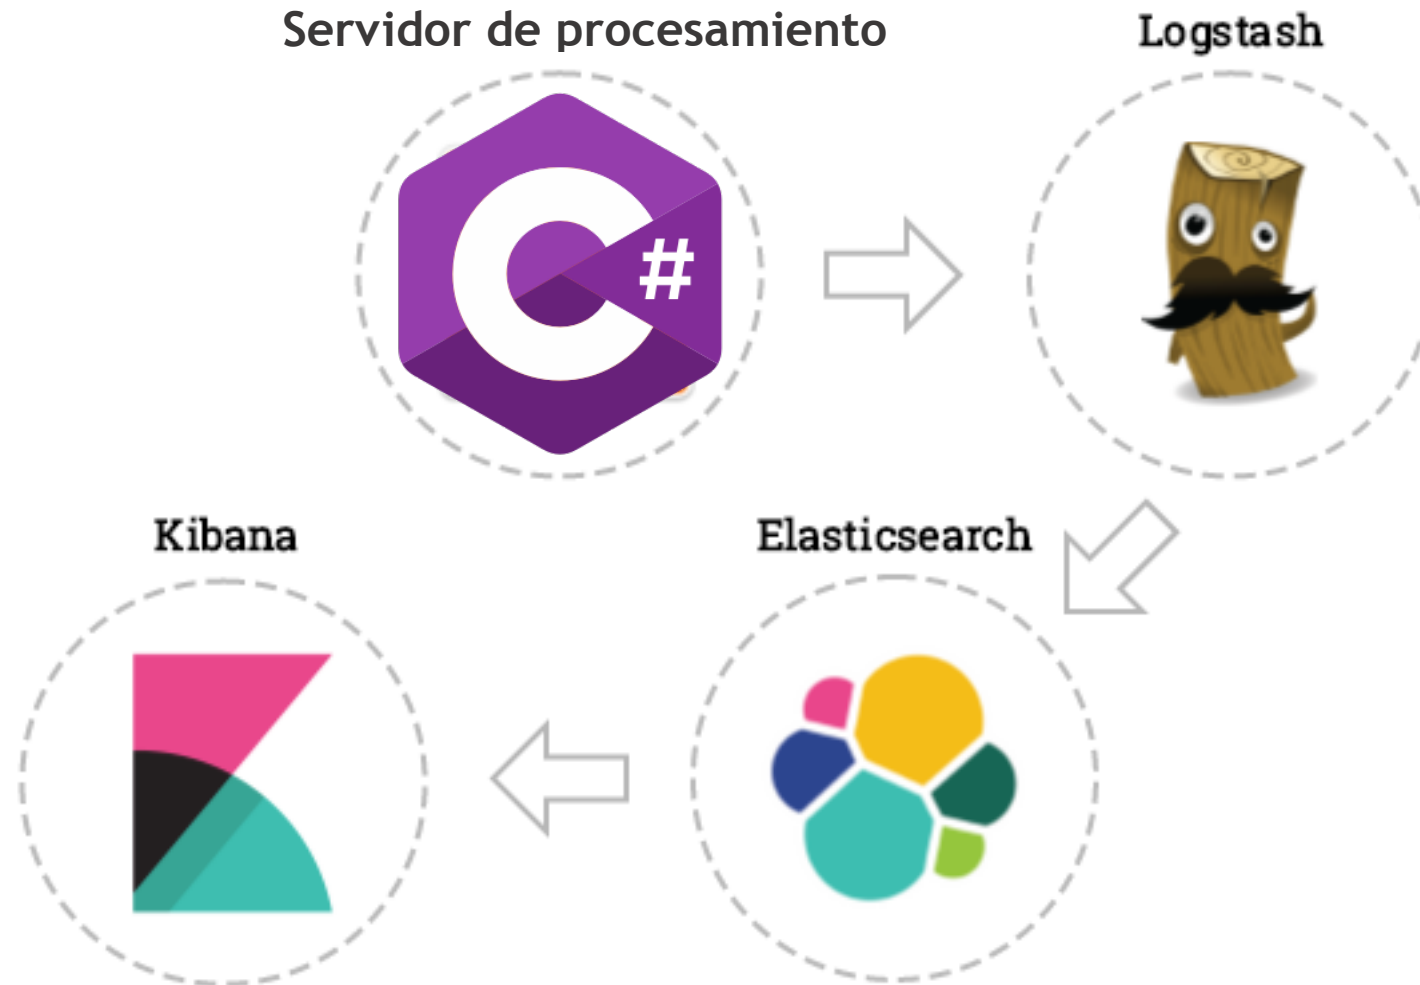 Servidor de procesamiento
Logstash
C#
Kibana
Elasticsearch